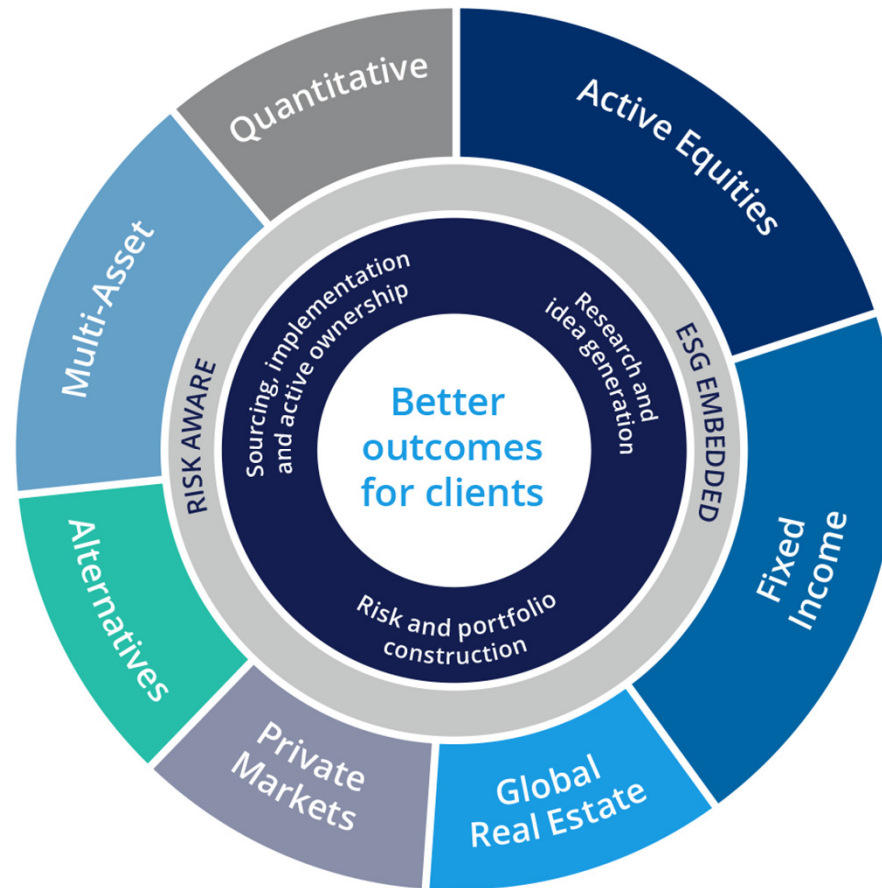 Quantitative
Active Equities
Multi-Asset
Fixed
Income
Alternatives
Private
Markets
Global
Real Estate
RISK AWARE
ESG EMBEDDED
Sourcing, implementation
and active ownership
Research and
idea generation
Risk and portfolio
construction
Better
outcomes
for clients